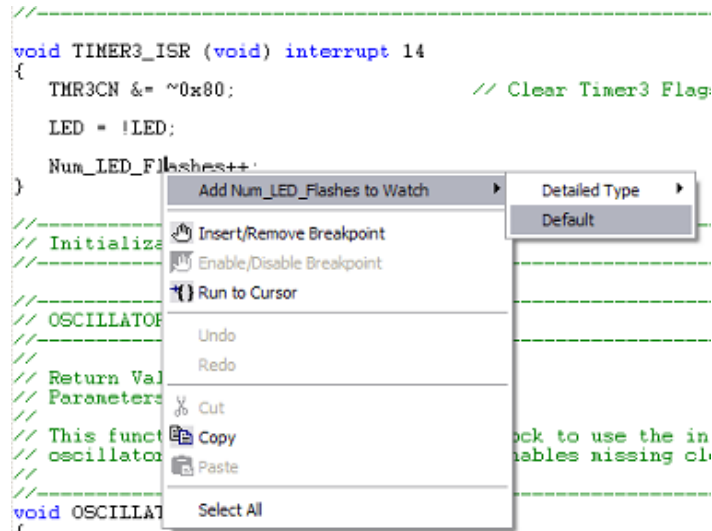 //------------------------------------------------------------
void TIMER3_ISR (void) interrupt 14
{
TMR3CN &= ~0x80; // Clear Timer3 Flag
LED = !LED;
Num_LED_Flashes++;
}
Add Num_LED_Flashes to Watch
Detailed Type
Default
Insert/Remove Breakpoint
Enable/Disable Breakpoint
Run to Cursor
Undo
Redo
Cut
Copy
Paste
Select All
//------------------------------------------------------------
// Initializa
//------------------------------------------------------------
//------------------------------------------------------------
// OSCILLATOR
//------------------------------------------------------------
//
// Return Val
// Parameters
//
// This funct ock to use the in
// oscillator nables missing clo
//
//------------------------------------------------------------
void OSCILLAT
{